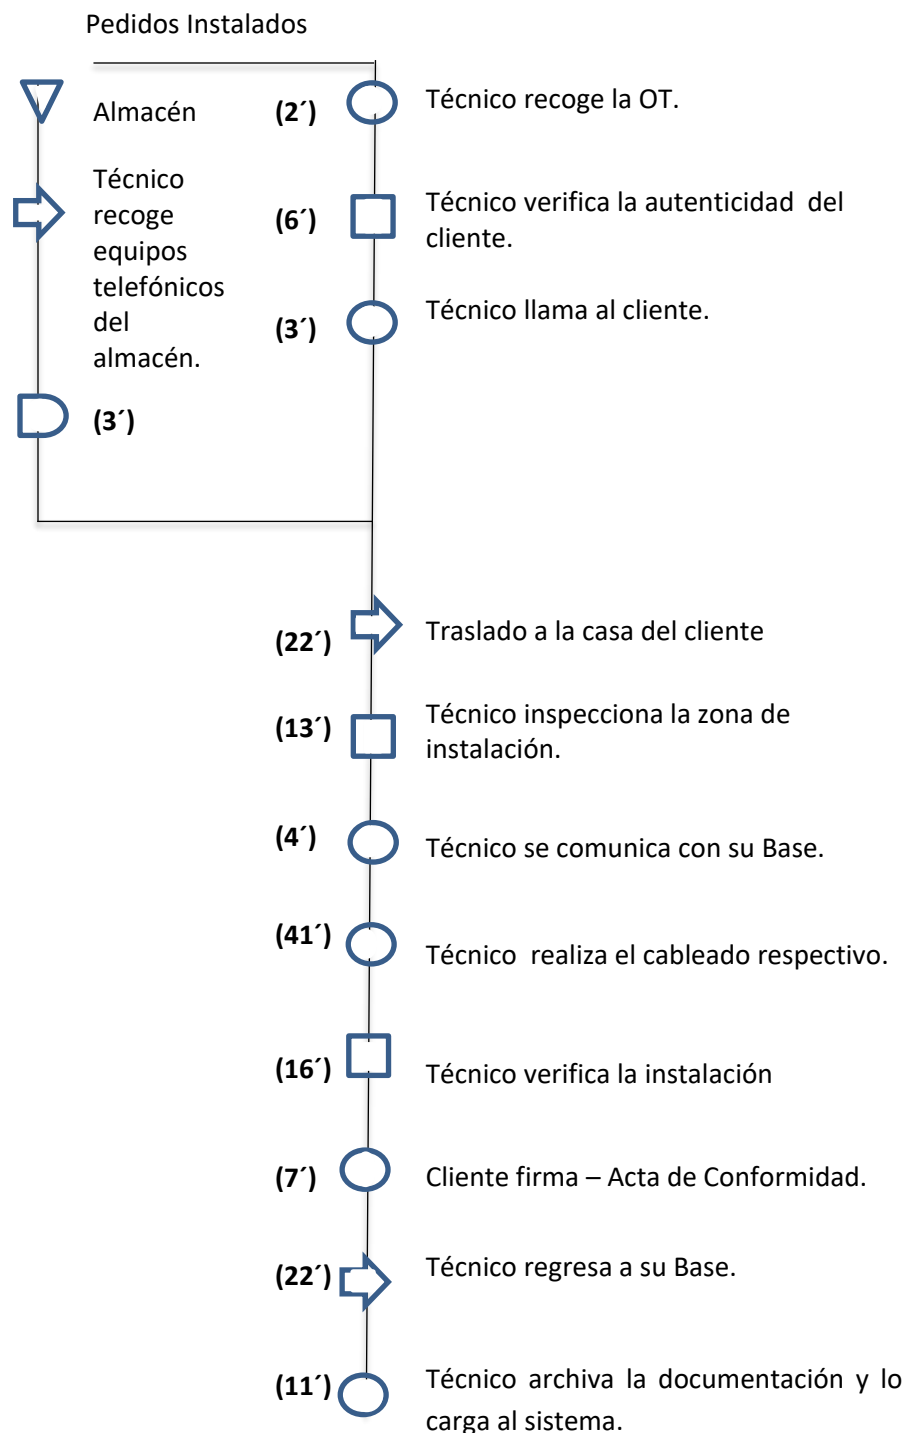 Pedidos Instalados
Almacén
Técnico
recoge
equipos
telefónicos
del
almacén.
(3´)
(2´)
Técnico recoge la OT.
(6´)
Técnico verifica la autenticidad del
cliente.
(3´)
Técnico llama al cliente.
(22´)
Traslado a la casa del cliente
(13´)
Técnico inspecciona la zona de
instalación.
(4´)
Técnico se comunica con su Base.
(41´)
Técnico realiza el cableado respectivo.
(16´)
Técnico verifica la instalación
(7´)
Cliente firma – Acta de Conformidad.
(22´)
Técnico regresa a su Base.
(11´)
Técnico archiva la documentación y lo
carga al sistema.